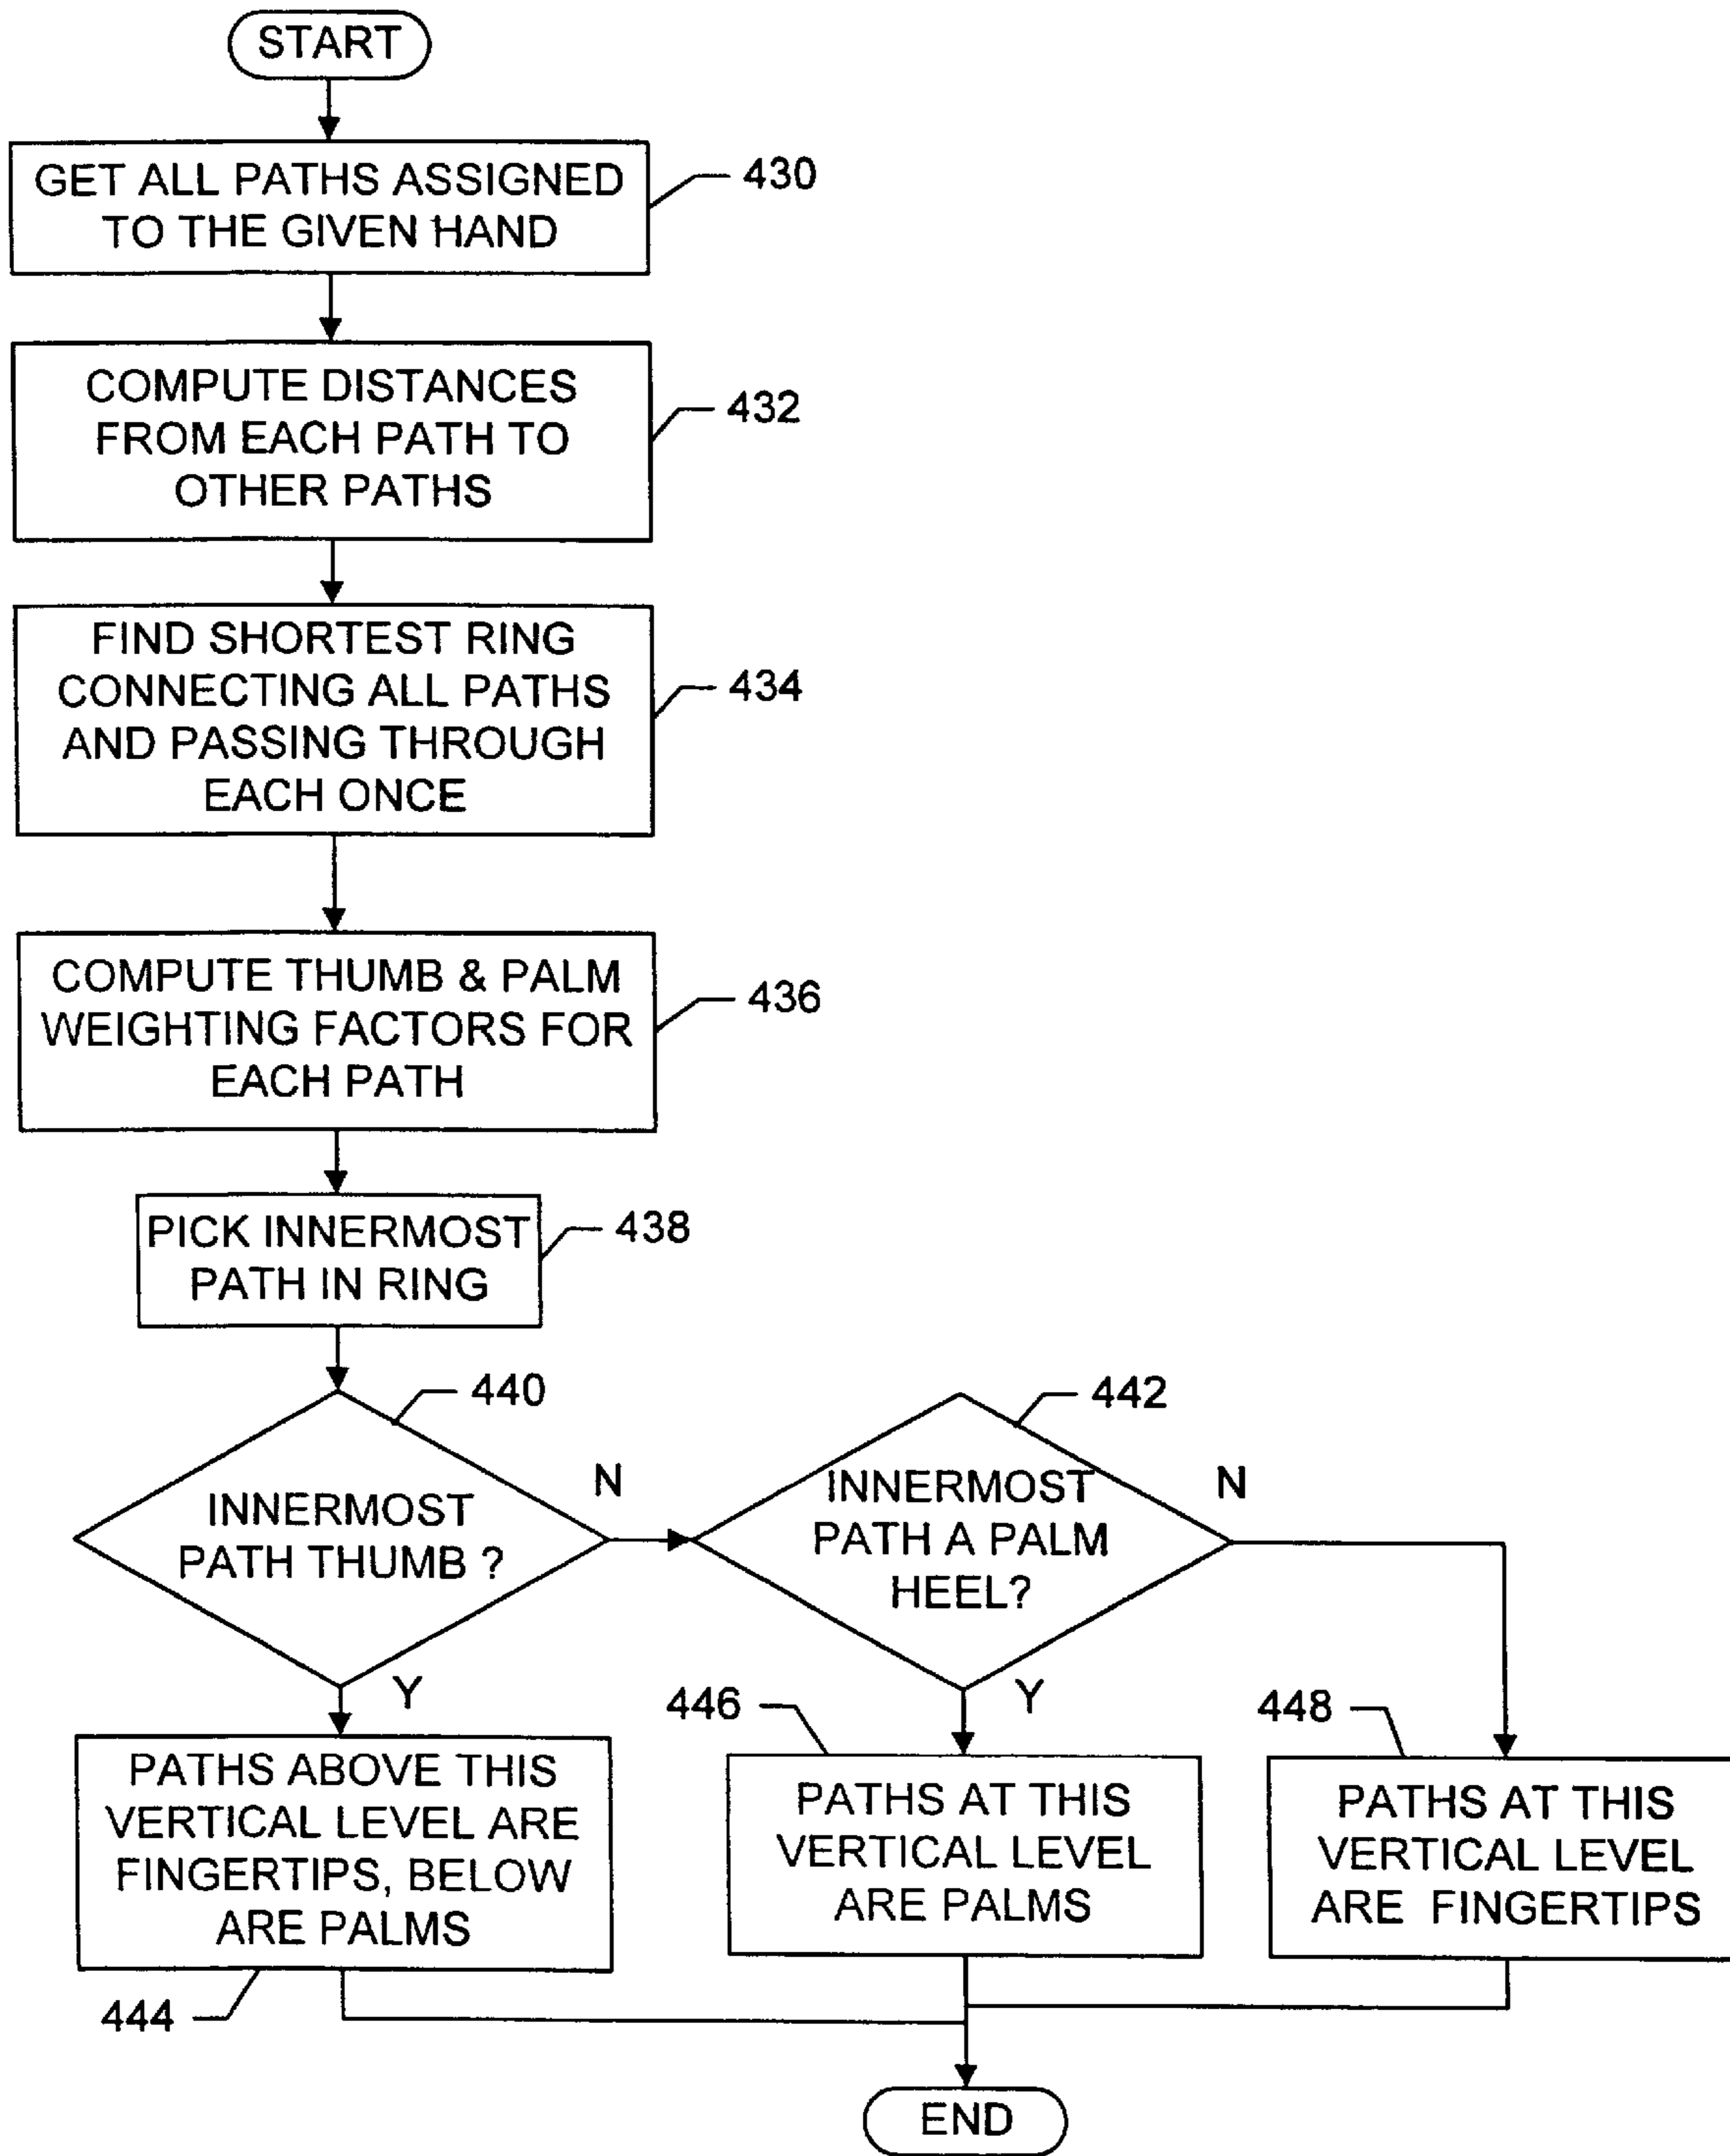 START
GET ALL PATHS ASSIGNED
TO THE GIVEN HAND
430
COMPUTE DISTANCES
FROM EACH PATH TO
OTHER PATHS
432
FIND SHORTEST RING
CONNECTING ALL PATHS
AND PASSING THROUGH
EACH ONCE
434
COMPUTE THUMB & PALM
WEIGHTING FACTORS FOR
EACH PATH
436
PICK INNERMOST
PATH IN RING
438
440
INNERMOST
PATH THUMB ?
N
Y
442
INNERMOST
PATH A PALM
HEEL?
N
Y
PATHS ABOVE THIS
VERTICAL LEVEL ARE
FINGERTIPS, BELOW
ARE PALMS
444
446
PATHS AT THIS
VERTICAL LEVEL
ARE PALMS
448
PATHS AT THIS
VERTICAL LEVEL
ARE FINGERTIPS
END